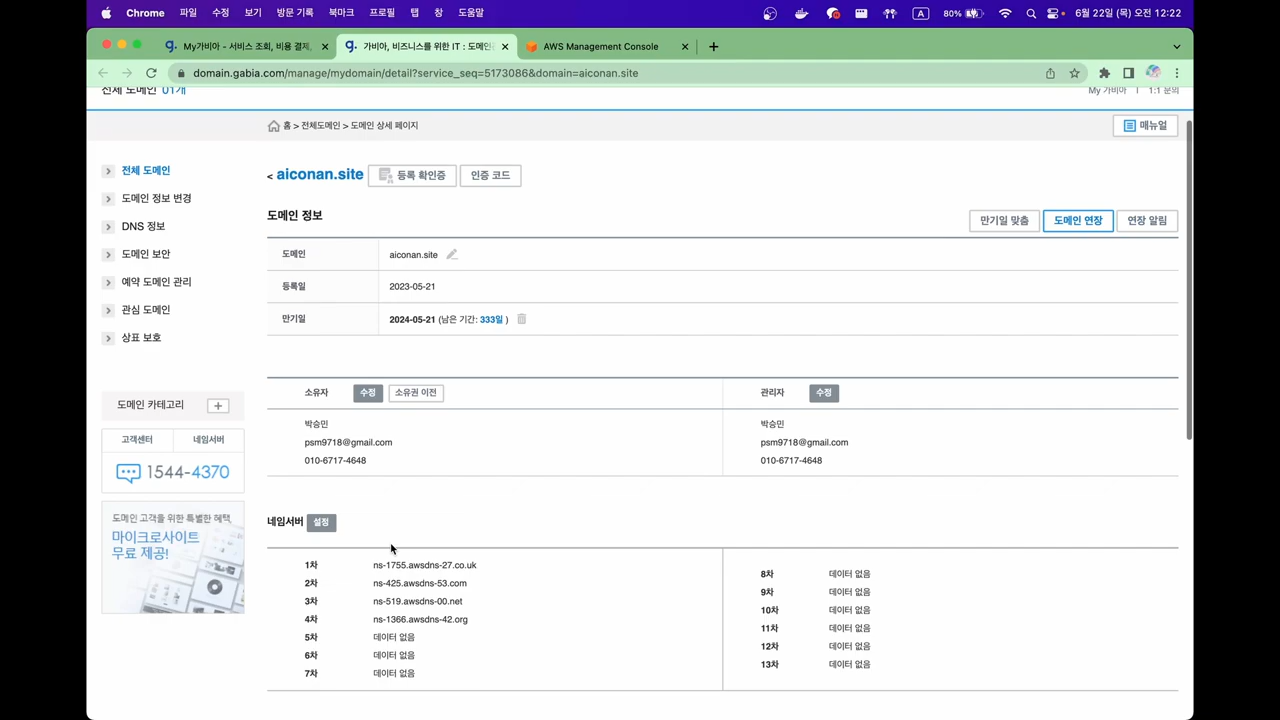 Chrome 파일 수정 보기 방문 기록 북마크 프로필 탭 창 도움말 A 80% 6월 22일 (목) 오전 12:22
My가비아 - 서비스 조회, 비용 결제, 가비아, 비즈니스를 위한 IT : 도메인 AWS Management Console
domain.gabia.com/manage/mydomain/detail?service_seq=5173086&domain=aiconan.site
전체 도메인 01개 My 가비아 1:1 문의
홈 > 전체도메인 > 도메인 상세 페이지 매뉴얼
전체 도메인
도메인 정보 변경
DNS 정보
도메인 보안
예약 도메인 관리
관심 도메인
상표 보호
도메인 카테고리 +
고객센터 네임서버
1544-4370
도메인 고객을 위한 특별한 혜택
마이크로사이트
무료 제공!
< aiconan.site 등록 확인증 인증 코드
도메인 정보 만기일 맞춤 도메인 연장 연장 알림
도메인 aiconan.site
등록일 2023-05-21
만기일 2024-05-21 (남은 기간: 333일 )
소유자 수정 소유권 이전 관리자 수정
박승민 박승민
psm9718@gmail.com psm9718@gmail.com
010-6717-4648 010-6717-4648
네임서버 설정
1차 ns-1755.awsdns-27.co.uk
2차 ns-425.awsdns-53.com
3차 ns-519.awsdns-00.net
4차 ns-1366.awsdns-42.org
5차 데이터 없음
6차 데이터 없음
7차 데이터 없음
8차 데이터 없음
9차 데이터 없음
10차 데이터 없음
11차 데이터 없음
12차 데이터 없음
13차 데이터 없음